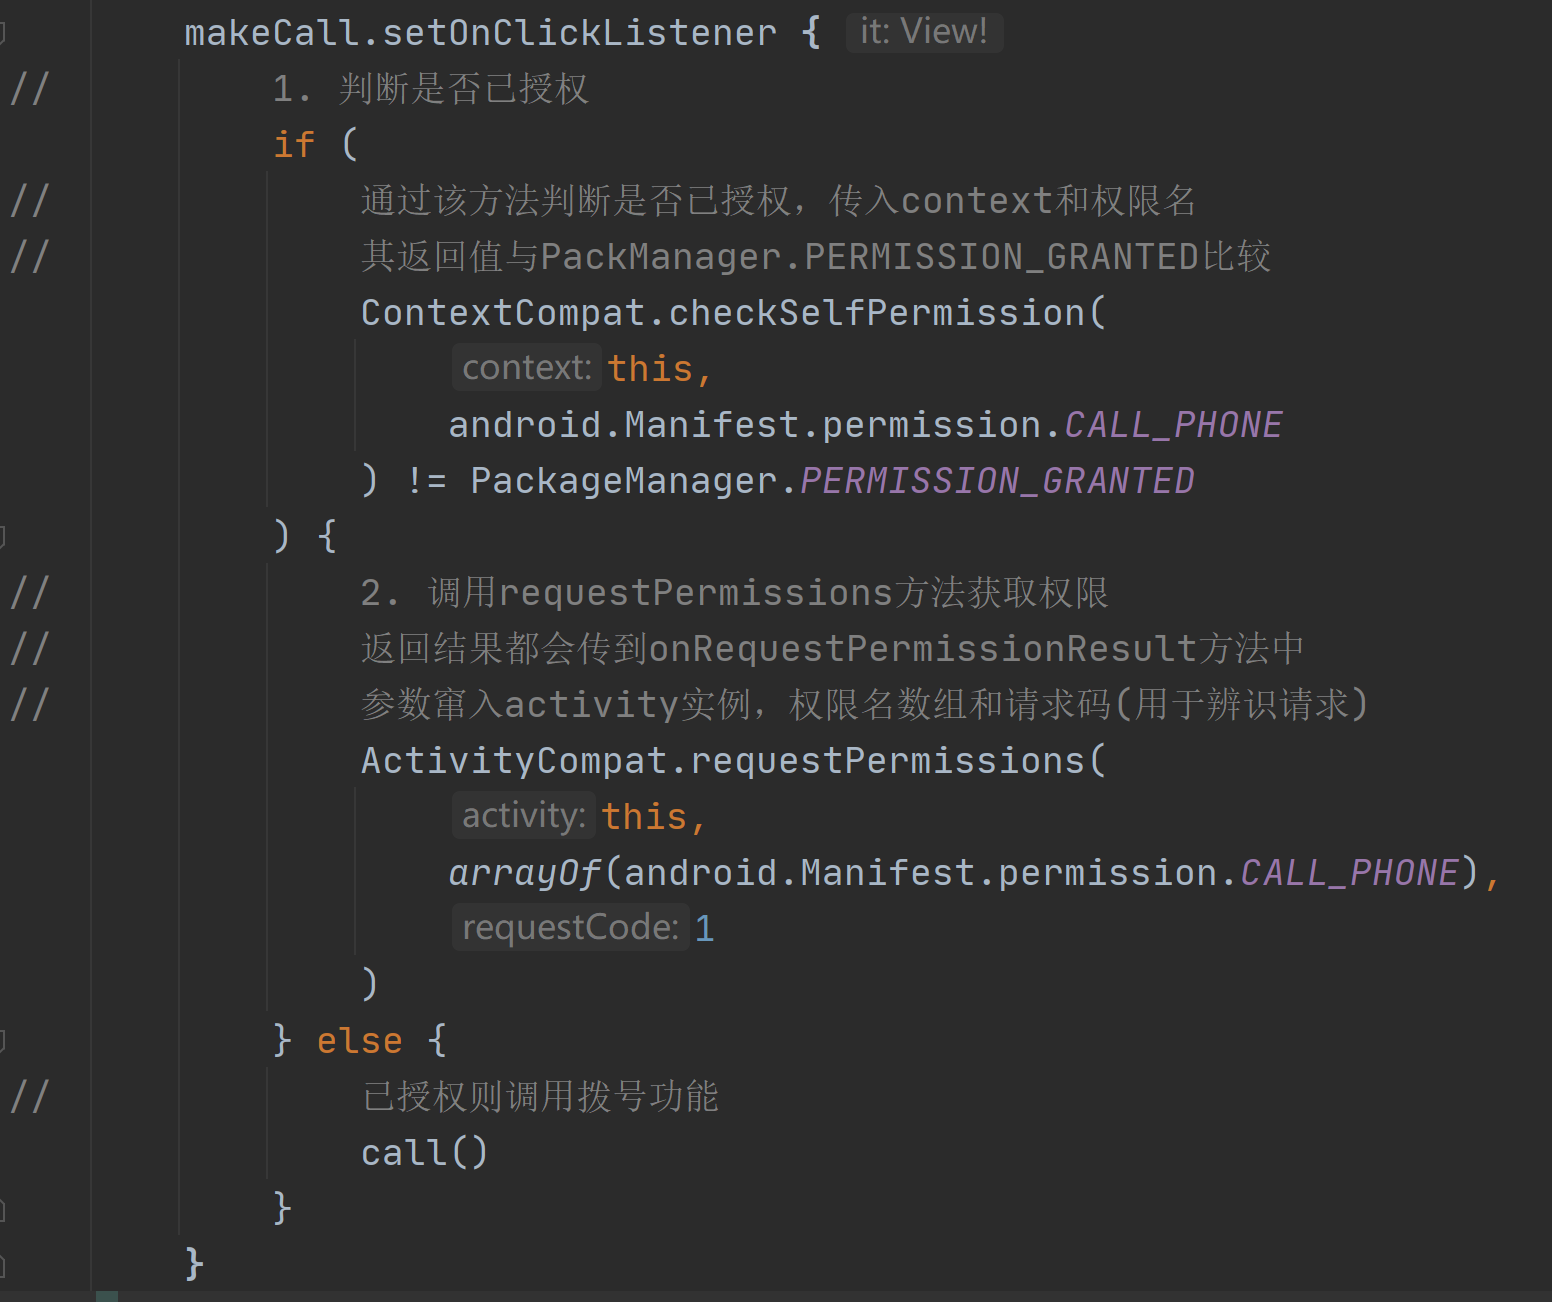 makeCall.setOnClickListener { it: View!
// 1. 判断是否已授权
if (
// 通过该方法判断是否已授权，传入context和权限名
// 其返回值与PackManager.PERMISSION_GRANTED比较
ContextCompat.checkSelfPermission(
context: this,
android.Manifest.permission.CALL_PHONE
) != PackageManager.PERMISSION_GRANTED
) {
// 2. 调用requestPermissions方法获取权限
// 返回结果都会传到onRequestPermissionResult方法中
// 参数窜入activity实例，权限名数组和请求码(用于辨识请求)
ActivityCompat.requestPermissions(
activity: this,
arrayOf(android.Manifest.permission.CALL_PHONE),
requestCode: 1
)
} else {
// 已授权则调用拨号功能
call()
}
}